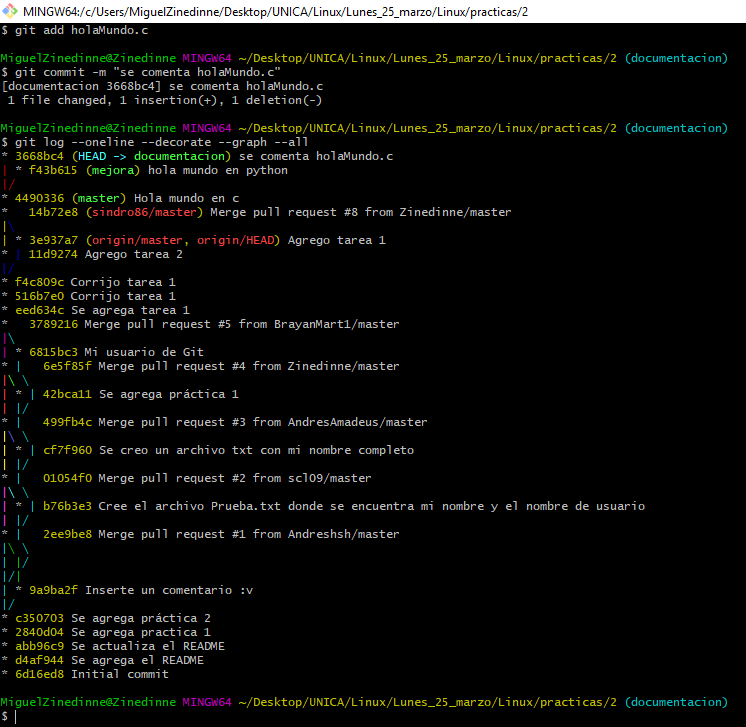 MINGW64:/c/Users/MiguelZinedinne/Desktop/UNICA/Linux/Lunes_25_marzo/Linux/practicas/2
$ git add holaMundo.c

MiguelZinedinne@Zinedinne MINGW64 ~/Desktop/UNICA/Linux/Lunes_25_marzo/Linux/practicas/2 (documentacion)
$ git commit -m "se comenta holaMundo.c"
[documentacion 3668bc4] se comenta holaMundo.c
 1 file changed, 1 insertion(+), 1 deletion(-)

MiguelZinedinne@Zinedinne MINGW64 ~/Desktop/UNICA/Linux/Lunes_25_marzo/Linux/practicas/2 (documentacion)
$ git log --oneline --decorate --graph --all
* 3668bc4 (HEAD -> documentacion) se comenta holaMundo.c
| * f43b615 (mejora) hola mundo en python
|/
* 4490336 (master) Hola mundo en c
*   14b72e8 (sindro86/master) Merge pull request #8 from Zinedinne/master
|\
| * 3e937a7 (origin/master, origin/HEAD) Agrego tarea 1
* | 11d9274 Agrego tarea 2
|/
* f4c809c Corrijo tarea 1
* 516b7e0 Corrijo tarea 1
* eed634c Se agrega tarea 1
*   3789216 Merge pull request #5 from BrayanMart1/master
|\
| * 6815bc3 Mi usuario de Git
* |   6e5f85f Merge pull request #4 from Zinedinne/master
|\ \
| * | 42bca11 Se agrega práctica 1
| |/
* |   499fb4c Merge pull request #3 from AndresAmadeus/master
|\ \
| * | cf7f960 Se creo un archivo txt con mi nombre completo
| |/
* |   01054f0 Merge pull request #2 from scl09/master
|\ \
| * | b76b3e3 Cree el archivo Prueba.txt donde se encuentra mi nombre y el nombre de usuario
| |/
* |   2ee9be8 Merge pull request #1 from Andreshsh/master
|\ \
| |/
|/|
| * 9a9ba2f Inserte un comentario :v
|/
* c350703 Se agrega práctica 2
* 2840d04 Se agrega practica 1
* abb96c9 Se actualiza el README
* d4af944 Se agrega el README
* 6d16ed8 Initial commit

MiguelZinedinne@Zinedinne MINGW64 ~/Desktop/UNICA/Linux/Lunes_25_marzo/Linux/practicas/2 (documentacion)
$